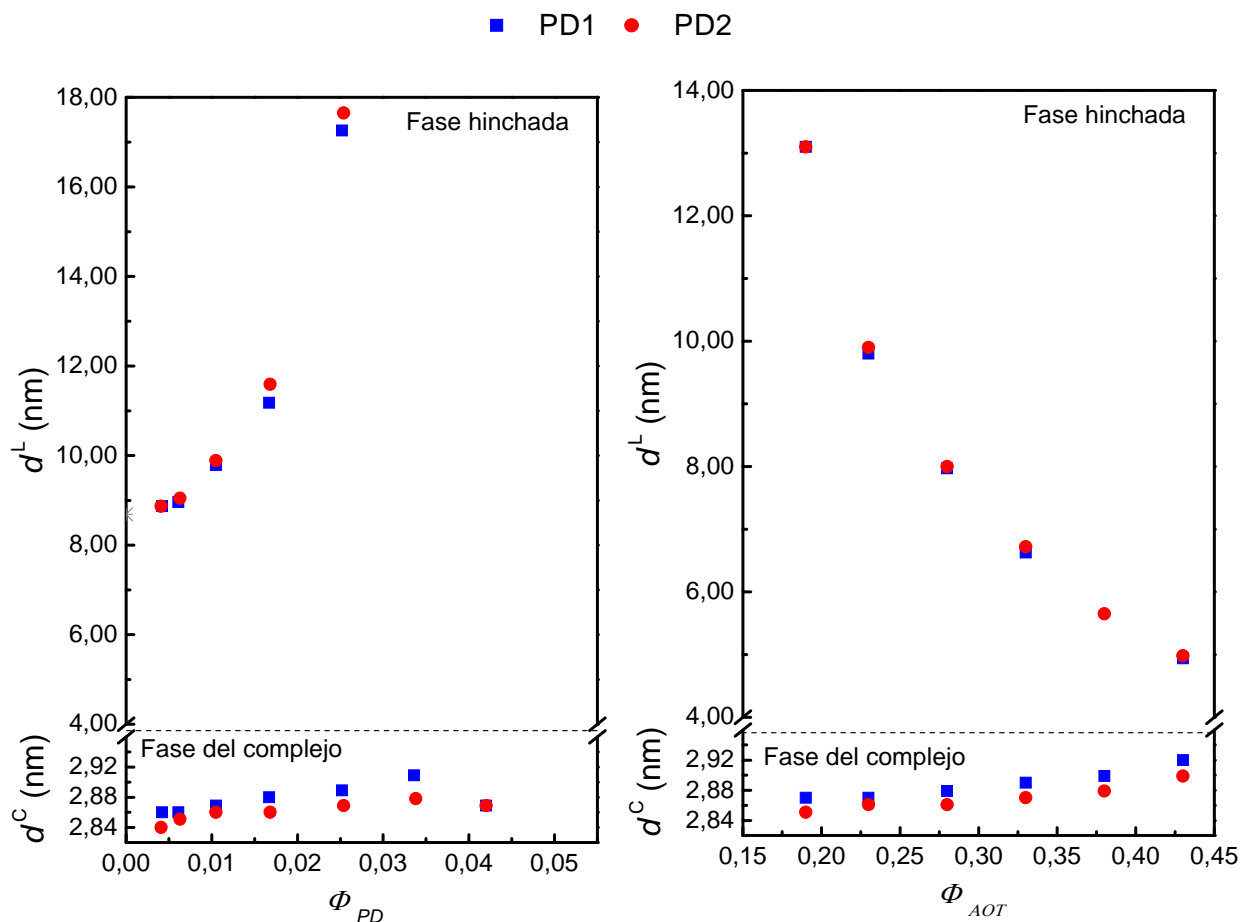 PD1 PD2
18,00
16,00
14,00
12,00
10,00
8,00
6,00
4,00
d^L (nm)
Fase hinchada
Fase del complejo
2,92
2,88
2,84
d^C (nm)
0,00 0,01 0,02 0,03 0,04 0,05
Φ_PD
14,00
12,00
10,00
8,00
6,00
4,00
d^L (nm)
Fase hinchada
Fase del complejo
2,92
2,88
2,84
d^C (nm)
0,15 0,20 0,25 0,30 0,35 0,40 0,45
Φ_AOT